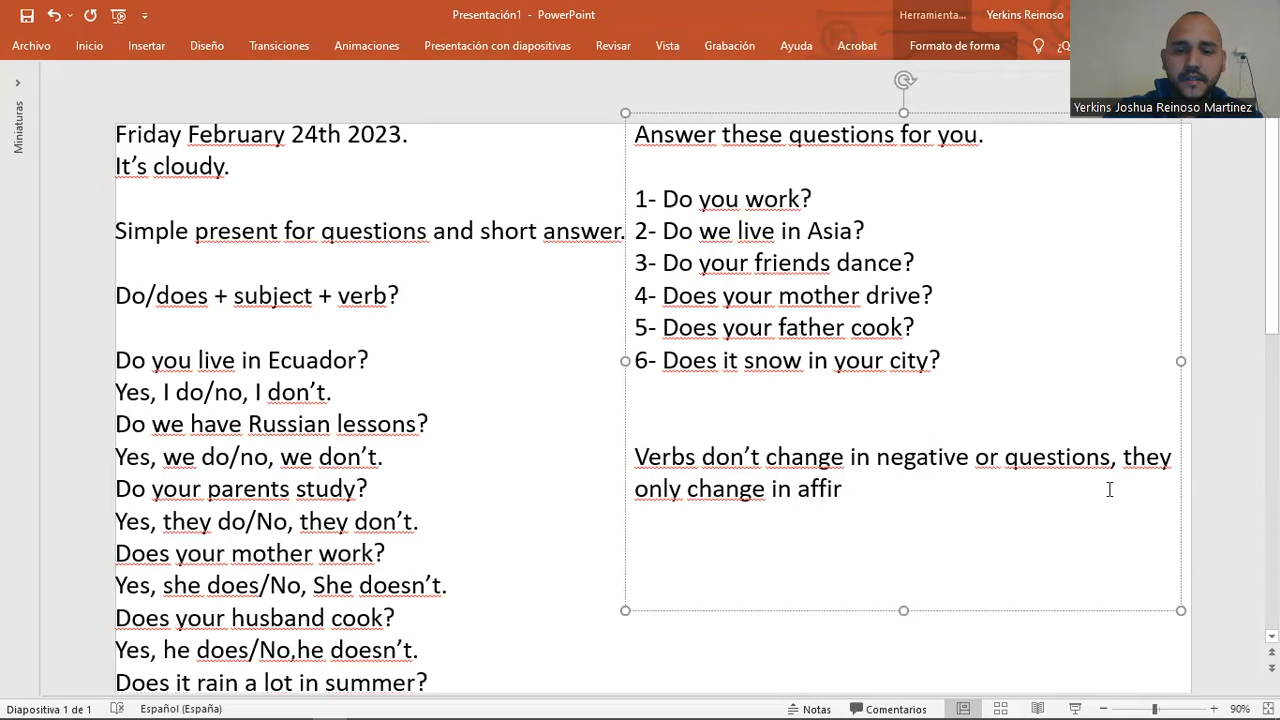 Presentación1 - PowerPoint
Herramienta...
Yerkins Reinoso
Archivo
Inicio
Insertar
Diseño
Transiciones
Animaciones
Presentación con diapositivas
Revisar
Vista
Grabación
Ayuda
Acrobat
Formato de forma
¿Q
Yerkins Joshua Reinoso Martinez
Miniaturas
Friday February 24th 2023.
It's cloudy.
Simple present for questions and short answer.
Do/does + subject + verb?
Do you live in Ecuador?
Yes, I do/no, I don't.
Do we have Russian lessons?
Yes, we do/no, we don't.
Do your parents study?
Yes, they do/No, they don't.
Does your mother work?
Yes, she does/No, She doesn't.
Does your husband cook?
Yes, he does/No,he doesn't.
Does it rain a lot in summer?
Answer these questions for you.
1- Do you work?
2- Do we live in Asia?
3- Do your friends dance?
4- Does your mother drive?
5- Does your father cook?
6- Does it snow in your city?
Verbs don't change in negative or questions, they
only change in affir
Diapositiva 1 de 1
Español (España)
Notas
Comentarios
90%